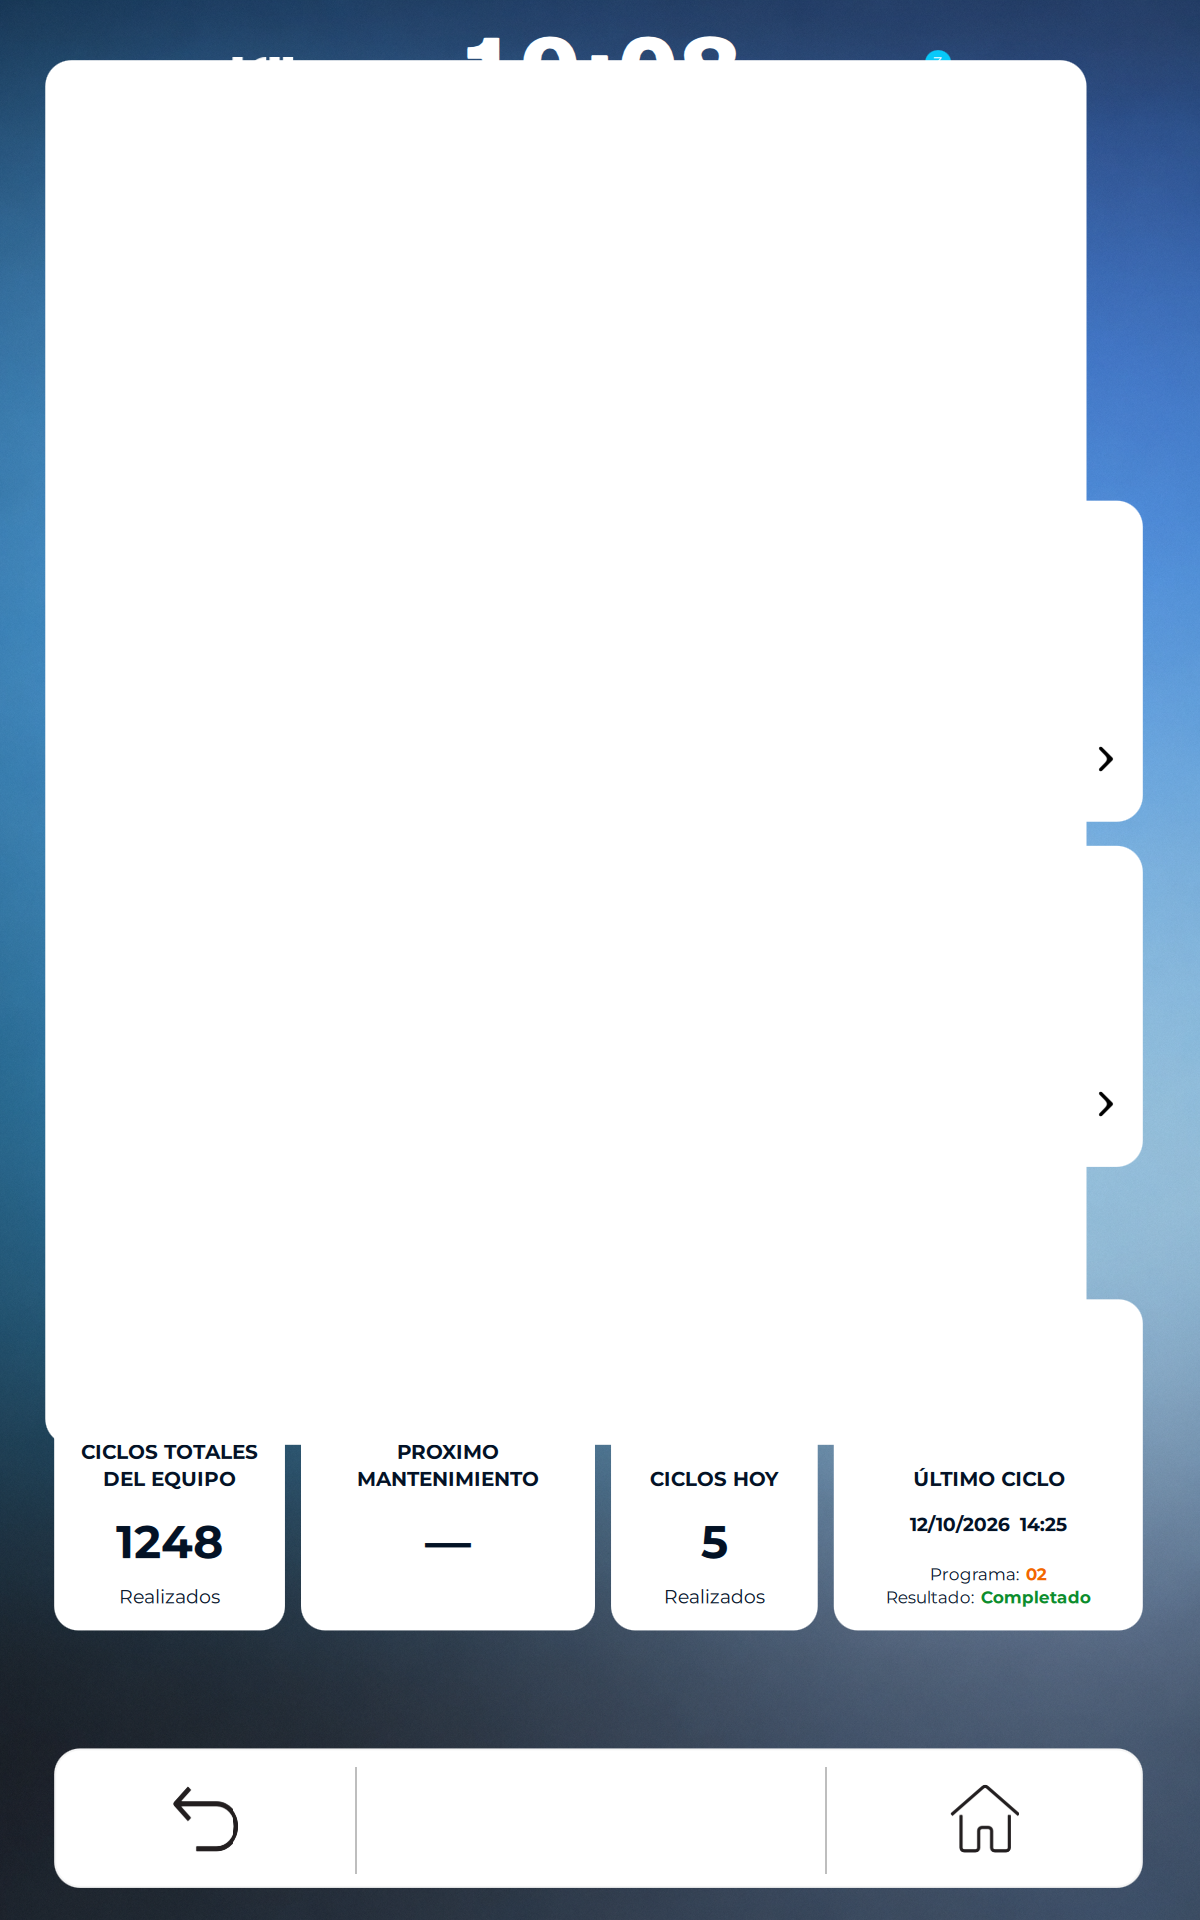 CICLOS TOTALES
DEL EQUIPO
1248
Realizados
PROXIMO
MANTENIMIENTO
—
CICLOS HOY
5
Realizados
ÚLTIMO CICLO
12/10/2026 14:25
Programa: 02
Resultado: Completado